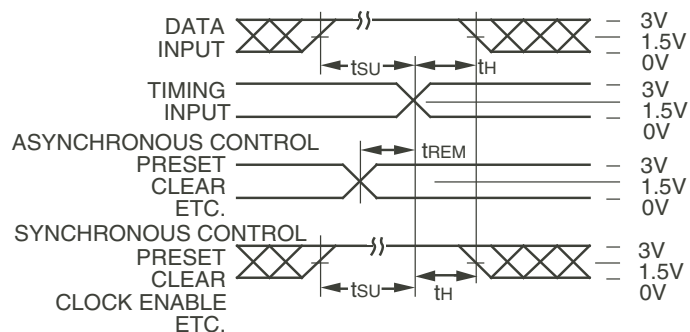 DATA
INPUT
3V
1.5V
0V
tSU
tH
TIMING
INPUT
3V
1.5V
0V
ASYNCHRONOUS CONTROL
PRESET
CLEAR
ETC.
tREM
3V
1.5V
0V
SYNCHRONOUS CONTROL
PRESET
CLEAR
CLOCK ENABLE
ETC.
tSU
tH
3V
1.5V
0V